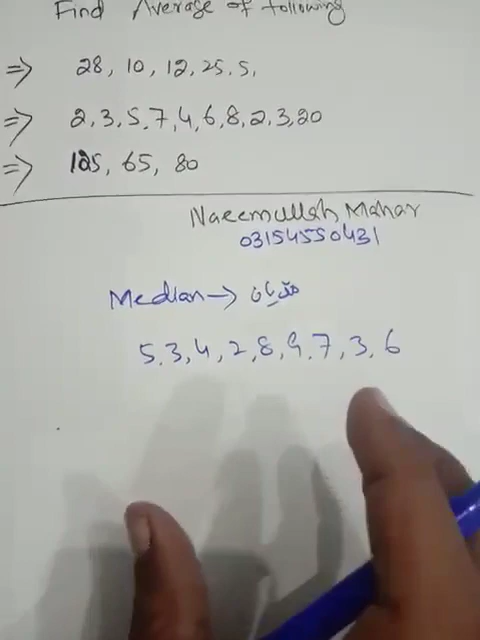 Find Average of following
⇒ 28, 10, 12, 25, 5,
⇒ 2, 3, 5, 7, 4, 6, 8, 2, 3, 20
⇒ 125, 65, 80
Naeemullah Mahar
03154550431
Median →
5, 3, 4, 2, 8, 9, 7, 3, 6